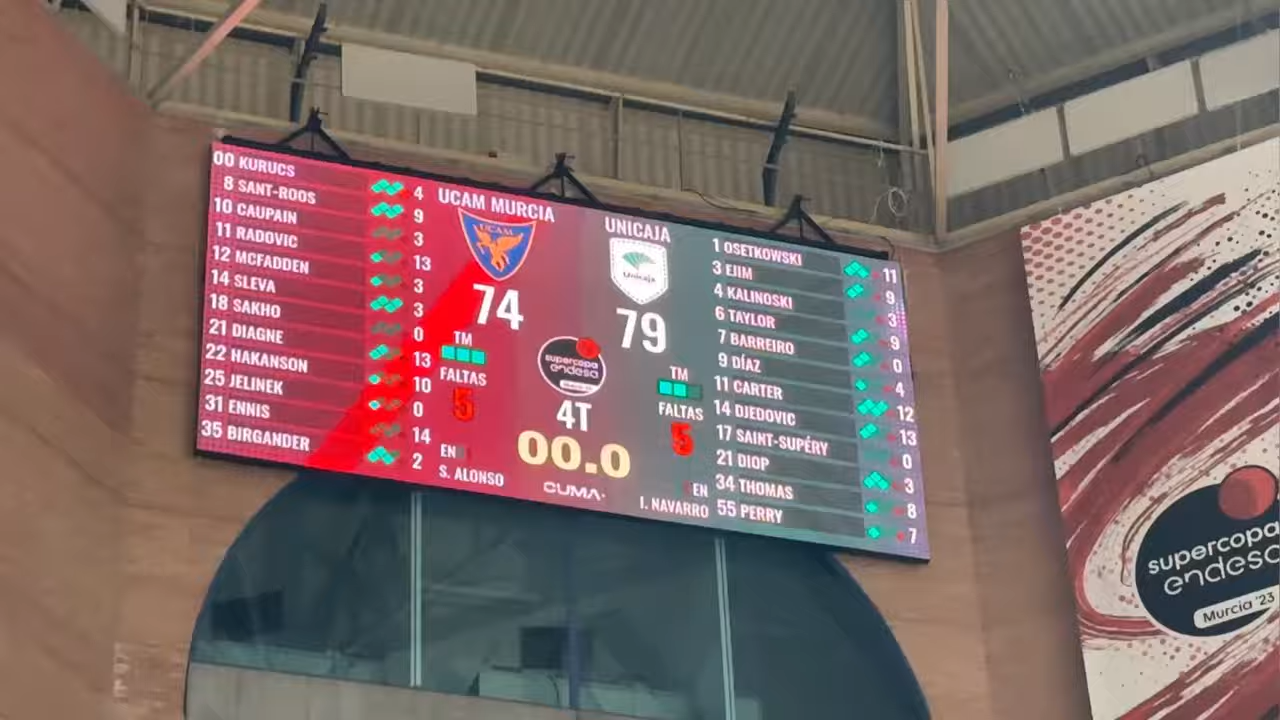 00 KURUCS 4
8 SANT-ROOS 9
10 CAUPAIN 3
11 RADOVIC 13
12 MCFADDEN 3
14 SLEVA 3
18 SAKHO 0
21 DIAGNE 13
22 HAKANSON 10
25 JELINEK 0
31 ENNIS 14
35 BIRGANDER 2
UCAM MURCIA
UCAM
74
TM
FALTAS
5
EN
S. ALONSO
supercopa
endesa
4T
00.0
CUMA
UNICAJA
Unicaja
79
TM
FALTAS
5
EN
I. NAVARRO
1 OSETKOWSKI 11
3 EJIM 9
4 KALINOSKI 3
6 TAYLOR 9
7 BARREIRO 0
9 DÍAZ 4
11 CARTER 12
14 DJEDOVIC 13
17 SAINT-SUPÉRY 0
21 DIOP 3
34 THOMAS 8
55 PERRY 7
supercopa
endesa
Murcia '23